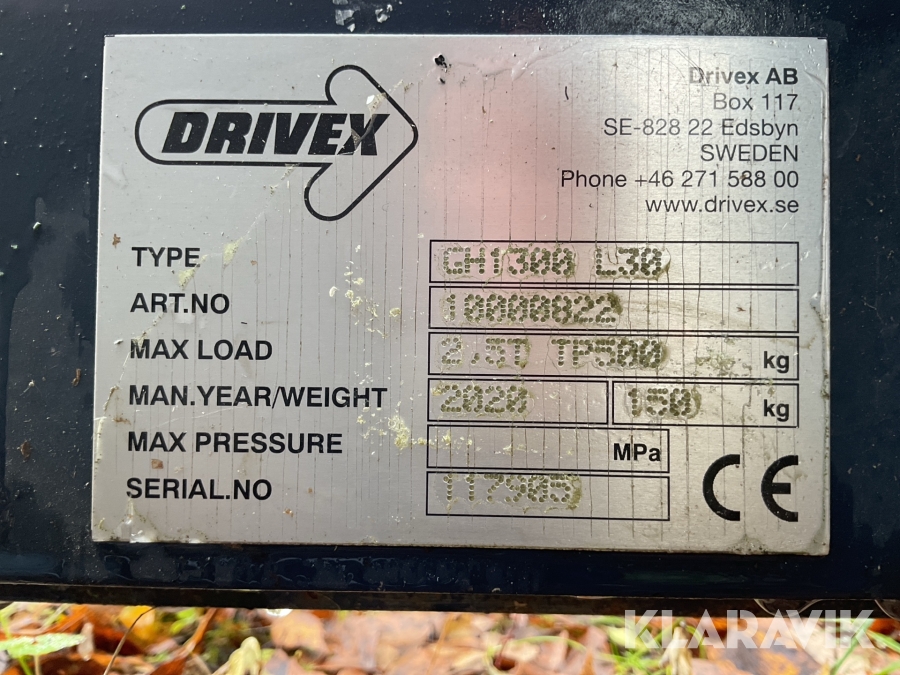 DRIVEX
Drivex AB
Box 117
SE-828 22 Edsbyn
SWEDEN
Phone +46 271 588 00
www.drivex.se
TYPE GH1300 L30
ART.NO 10000822
MAX LOAD 2.3T TP500 kg
MAN.YEAR/WEIGHT 2020 150 kg
MAX PRESSURE MPa
SERIAL.NO 117905
CE
KLARAVIK